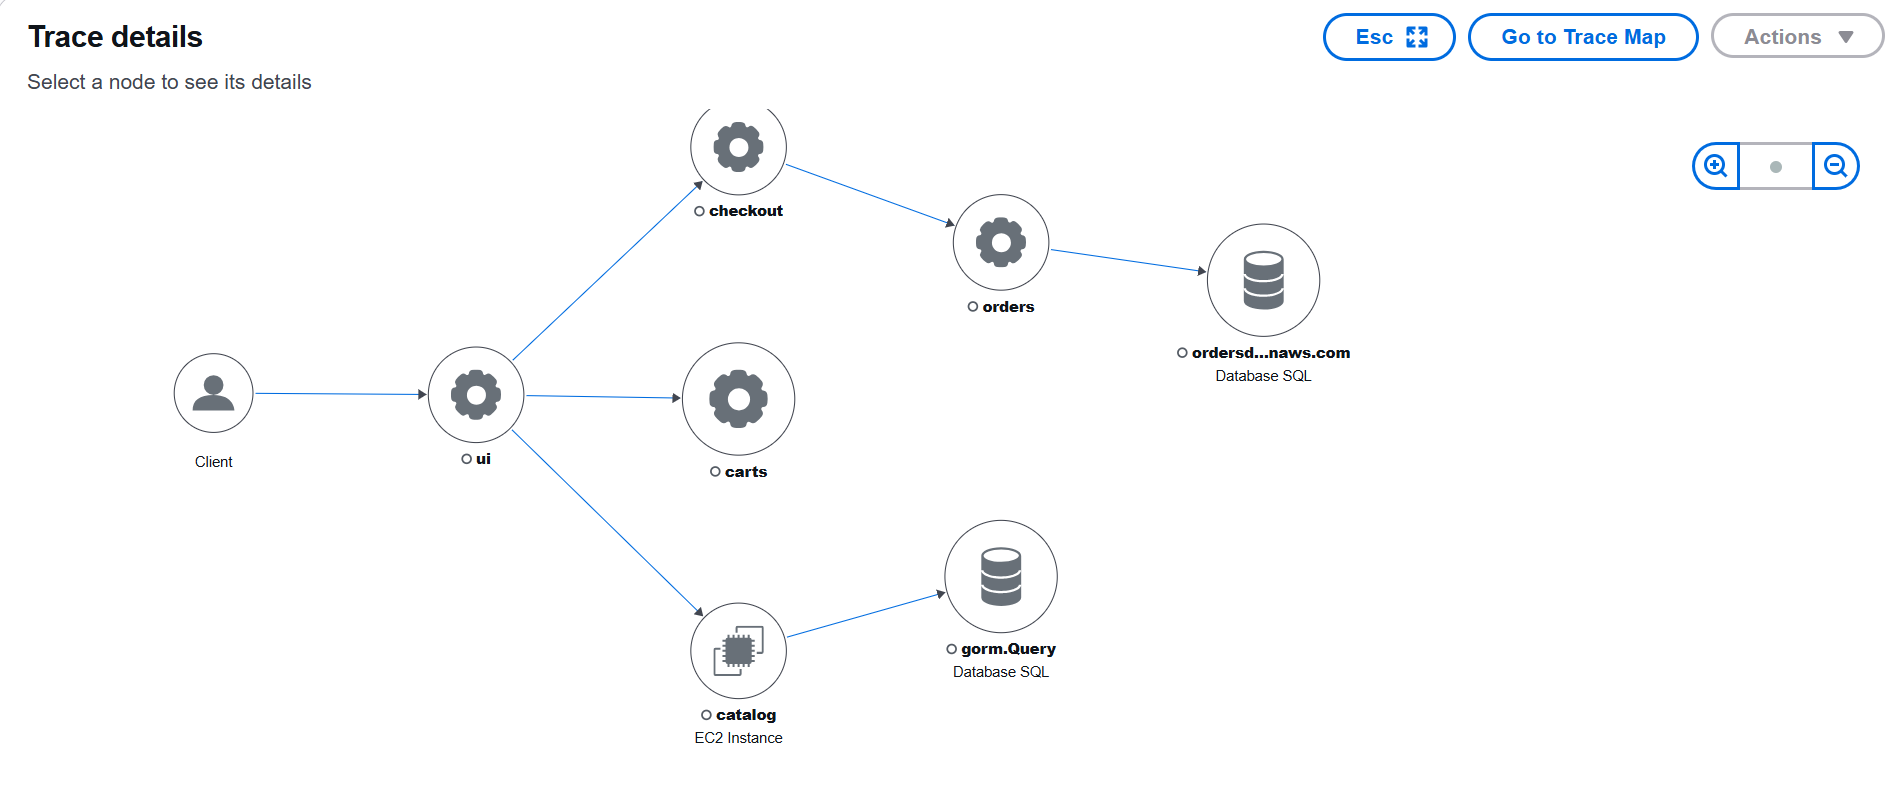 Trace details
Select a node to see its details
Esc
Go to Trace Map
Actions
checkout
orders
ordersd...naws.com
Database SQL
Client
ui
carts
gorm.Query
Database SQL
catalog
EC2 Instance